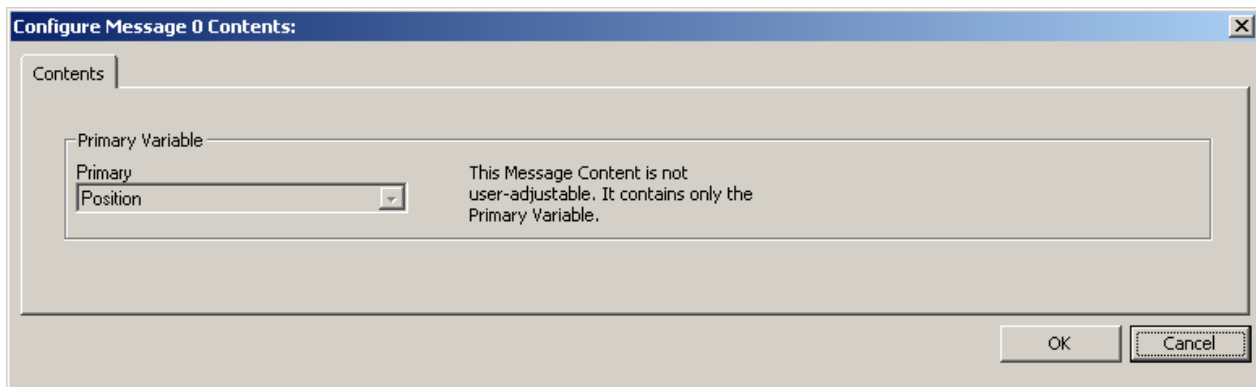 Configure Message 0 Contents:
Contents
Primary Variable
Primary
Position
This Message Content is not
user-adjustable. It contains only the
Primary Variable.
OK
Cancel